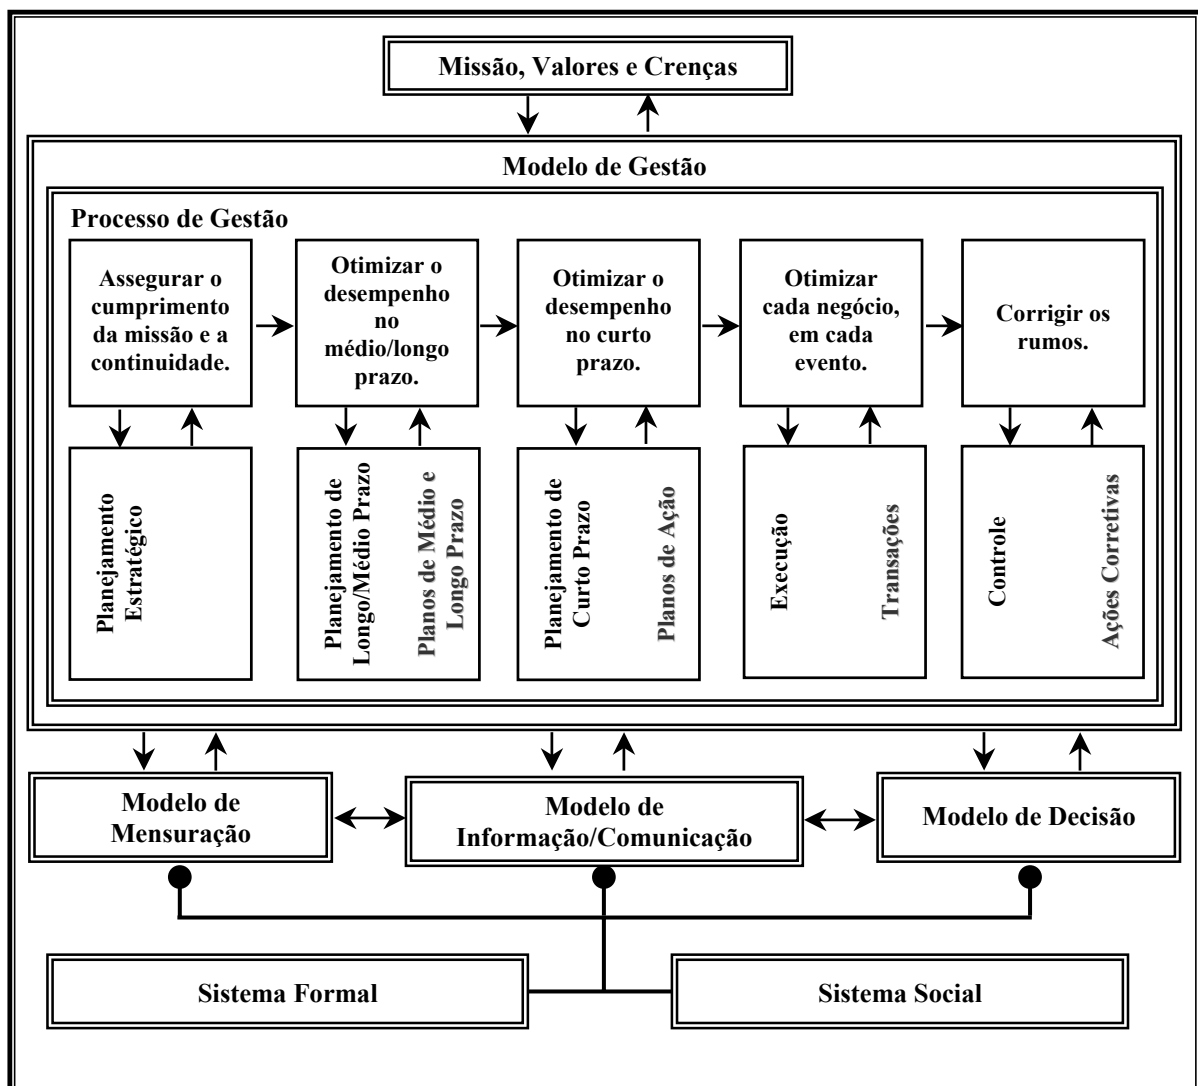 Missão, Valores e Crenças
Modelo de Gestão
Processo de Gestão
Assegurar o
cumprimento
da missão e a
continuidade.
Otimizar o
desempenho
no
médio/longo
prazo.
Otimizar o
desempenho
no curto
prazo.
Otimizar
cada negócio,
em cada
evento.
Corrigir os
rumos.
Planejamento
Estratégico
Planejamento de
Longo/Médio Prazo
Planos de Médio e
Longo Prazo
Planejamento de
Curto Prazo
Planos de Ação
Execução
Transações
Controle
Ações Corretivas
Modelo de
Mensuração
Modelo de
Informação/Comunicação
Modelo de Decisão
Sistema Formal
Sistema Social